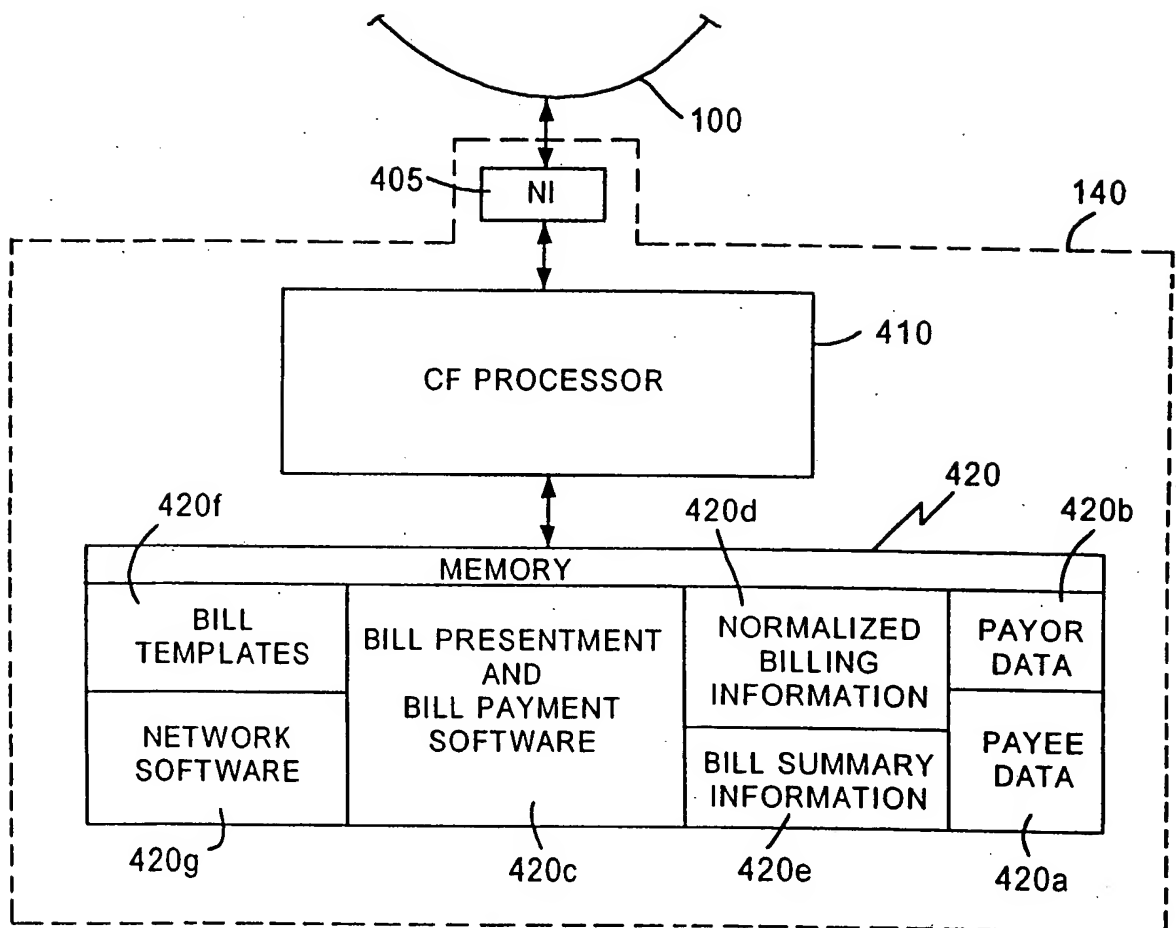 100
405
NI
140
410
CF PROCESSOR
420
420f
420d
420b
MEMORY
BILL
TEMPLATES
BILL PRESENTMENT
AND
BILL PAYMENT
SOFTWARE
NORMALIZED
BILLING
INFORMATION
PAYOR
DATA
NETWORK
SOFTWARE
BILL SUMMARY
INFORMATION
PAYEE
DATA
420g
420c
420e
420a